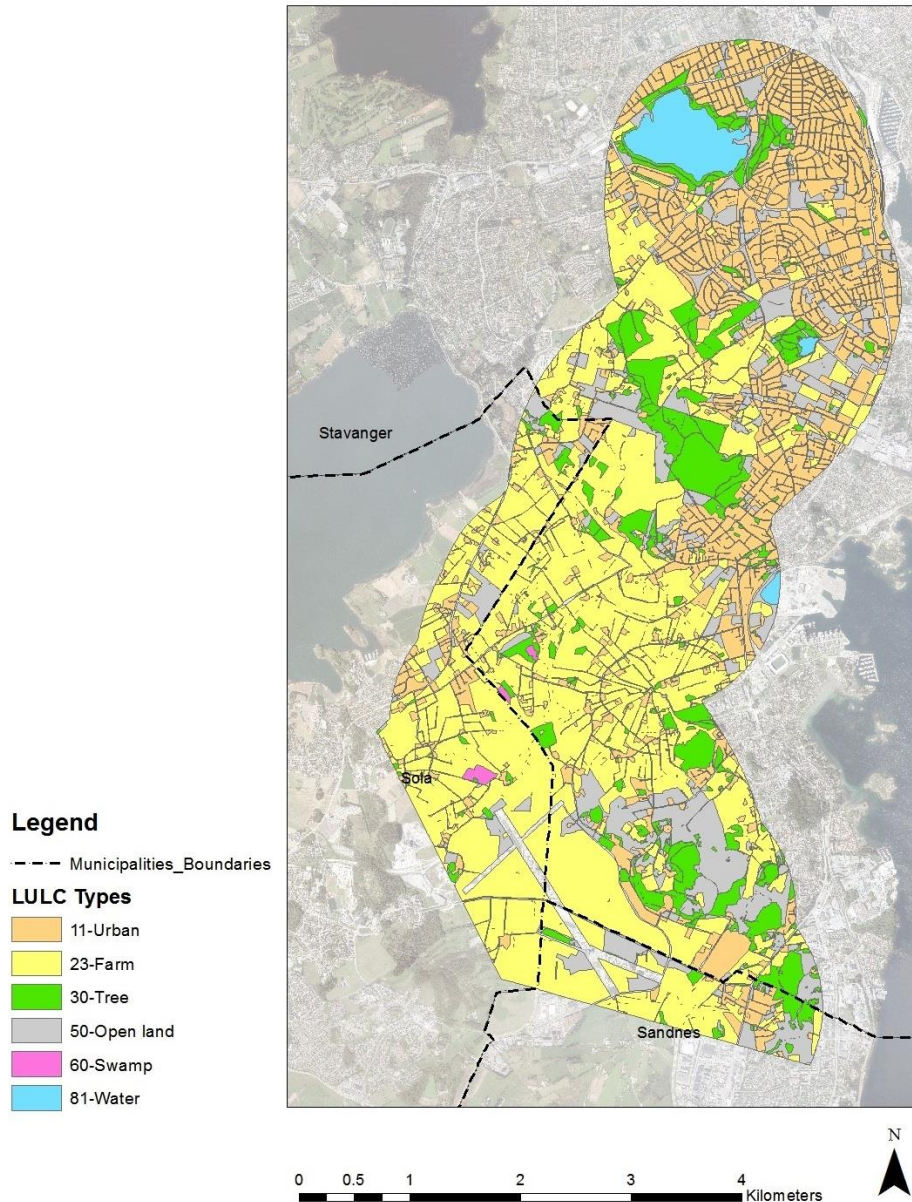 Stavanger
Sola
Sandnes
Legend
Municipalities_Boundaries
LULC Types
11-Urban
23-Farm
30-Tree
50-Open land
60-Swamp
81-Water
N
0 0.5 1 2 3 4
Kilometers